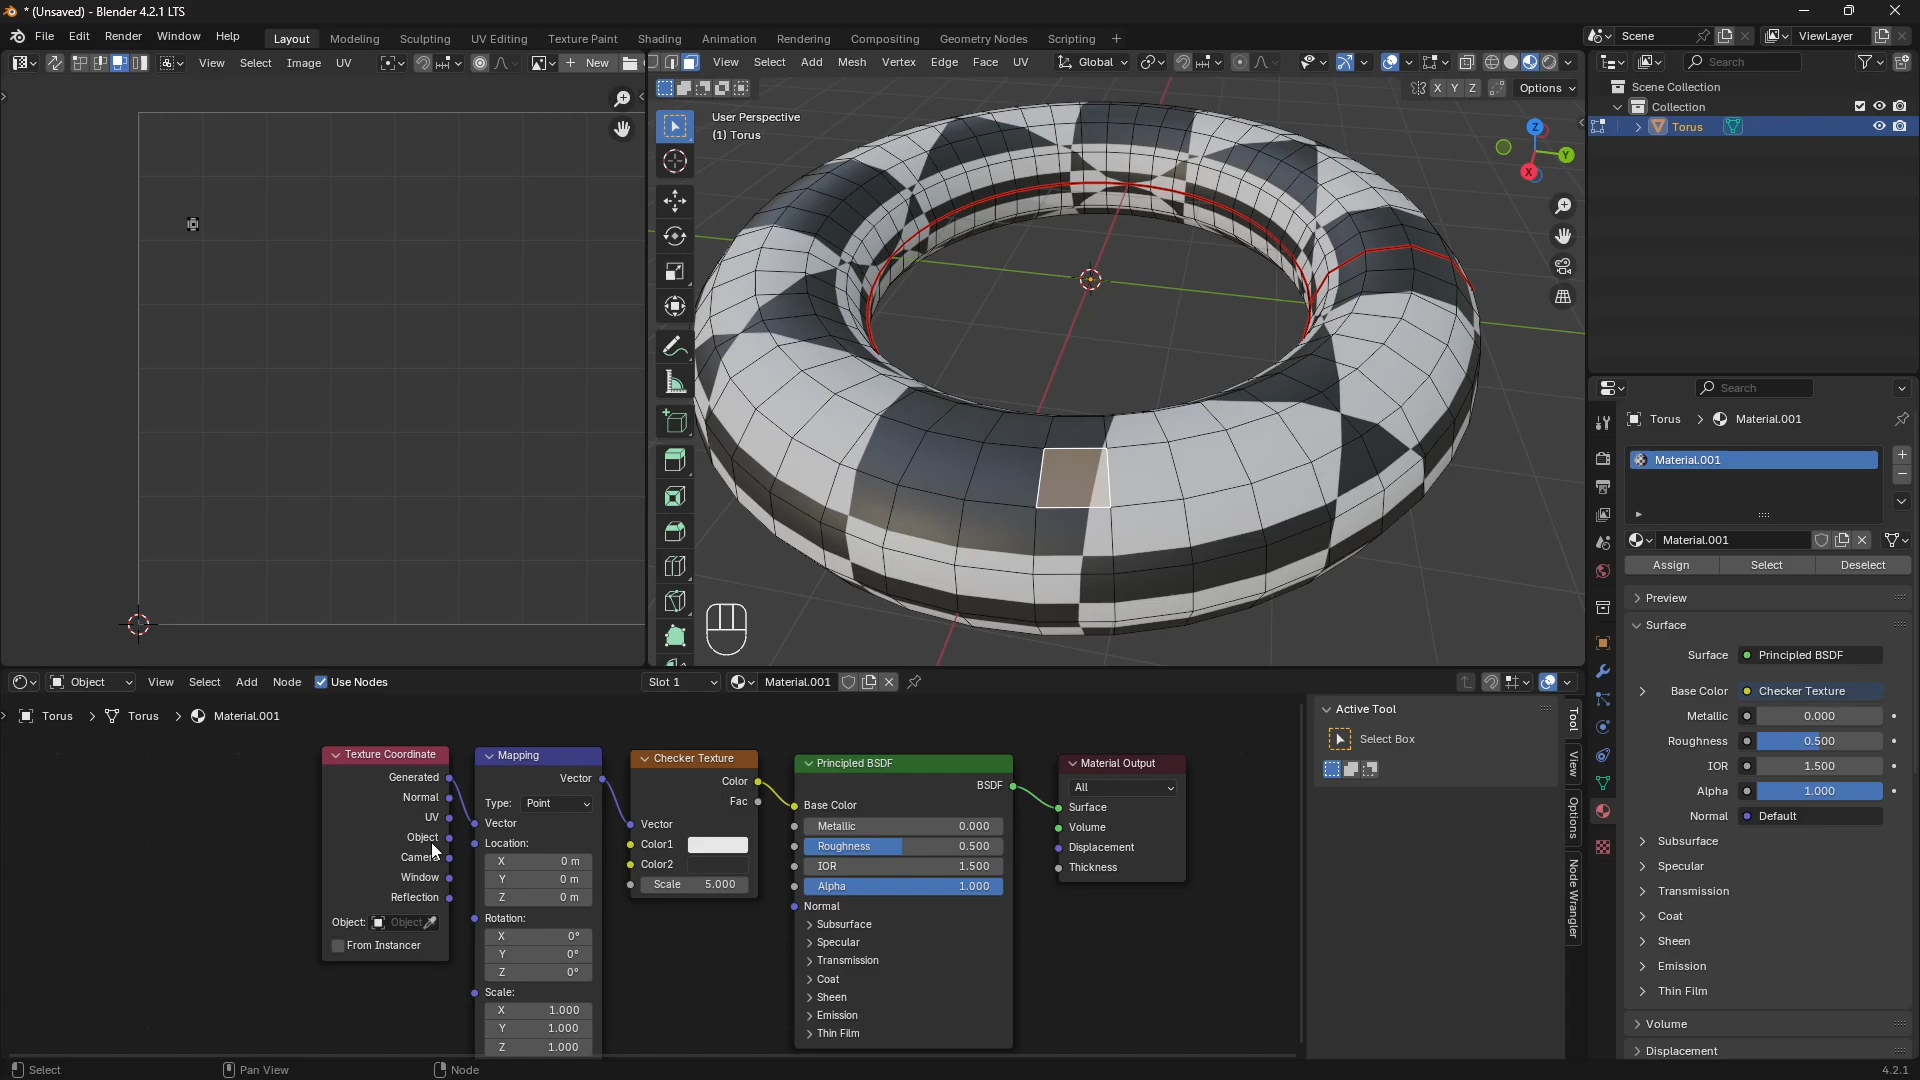 * (Unsaved) - Blender 4.2.1 LTS
File Edit Render Window Help Layout Modeling Sculpting UV Editing Texture Paint Shading Animation Rendering Compositing Geometry Nodes Scripting + Scene ViewLayer
View Select Image UV + New
View Select Add Mesh Vertex Edge Face UV Global
Search
X Y Z Options
Scene Collection
Collection
Torus
User Perspective
(1) Torus
Z
Y
X
Search
Torus > Material.001
Material.001
Material.001
Assign Select Deselect
Preview
Surface
Surface Principled BSDF
Base Color Checker Texture
Metallic 0.000
Roughness 0.500
IOR 1.500
Alpha 1.000
Normal Default
Subsurface
Specular
Transmission
Coat
Sheen
Emission
Thin Film
Volume
Displacement
Object View Select Add Node Use Nodes Slot 1 Material.001
Torus > Torus > Material.001
Texture Coordinate
Generated
Normal
UV
Object
Camera
Window
Reflection
Object: Object
From Instancer
Mapping
Vector
Type: Point
Vector
Location:
X 0 m
Y 0 m
Z 0 m
Rotation:
X 0°
Y 0°
Z 0°
Scale:
X 1.000
Y 1.000
Z 1.000
Checker Texture
Color
Fac
Vector
Color1
Color2
Scale 5.000
Principled BSDF
BSDF
Base Color
Metallic 0.000
Roughness 0.500
IOR 1.500
Alpha 1.000
Normal
Subsurface
Specular
Transmission
Coat
Sheen
Emission
Thin Film
Material Output
All
Surface
Volume
Displacement
Thickness
Active Tool
Select Box
Tool
View
Options
Node Wrangler
Select Pan View Node 4.2.1